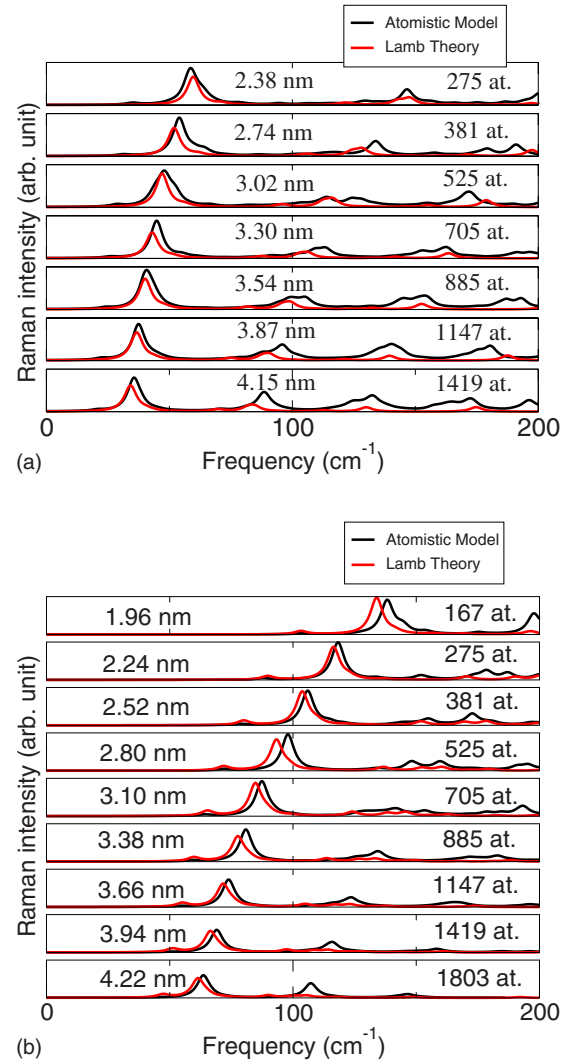 Atomistic Model
Lamb Theory
2.38 nm 275 at.
2.74 nm 381 at.
3.02 nm 525 at.
3.30 nm 705 at.
3.54 nm 885 at.
3.87 nm 1147 at.
4.15 nm 1419 at.
Raman intensity (arb. unit)
0 100 200
(a) Frequency (cm⁻¹)
Atomistic Model
Lamb Theory
1.96 nm 167 at.
2.24 nm 275 at.
2.52 nm 381 at.
2.80 nm 525 at.
3.10 nm 705 at.
3.38 nm 885 at.
3.66 nm 1147 at.
3.94 nm 1419 at.
4.22 nm 1803 at.
Raman intensity (arb. unit)
0 100 200
(b) Frequency (cm⁻¹)